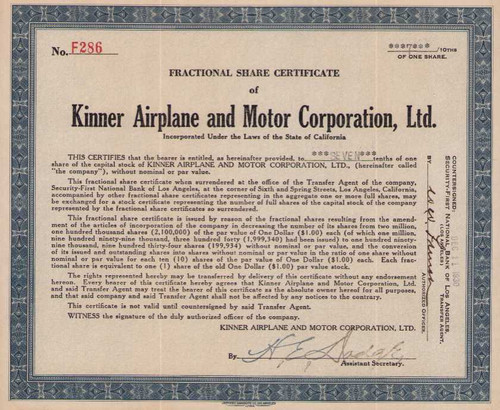 No. F286
***7*** /10THS
OF ONE SHARE.
FRACTIONAL SHARE CERTIFICATE
of
Kinner Airplane and Motor Corporation, Ltd.
Incorporated Under the Laws of the State of California
THIS CERTIFIES that the bearer is entitled, as hereinafter provided, to ***SEVEN*** tenths of one
share of the capital stock of KINNER AIRPLANE AND MOTOR CORPORATION, LTD., (hereinafter called
"the company"), without nominal or par value.
This fractional share certificate when surrendered at the office of the Transfer Agent of the company,
Security-First National Bank of Los Angeles, at the corner of Sixth and Spring Streets, Los Angeles, California,
accompanied by other fractional share certificates representing in the aggregate one or more full shares, may
be exchanged for a stock certificate representing the number of full shares of the capital stock of the company
represented by the fractional share certificates so surrendered.
This fractional share certificate is issued by reason of the fractional shares resulting from the amend-
ment of the articles of incorporation of the company in decreasing the number of its shares from two million,
one hundred thousand shares (2,100,000) of the par value of One Dollar ($1.00) each (of which one million,
nine hundred ninety-nine thousand, three hundred forty (1,999,340) had been issued) to one hundred ninety-
nine thousand, nine hundred thirty-four shares (199,934) without nominal or par value, and the conversion
of its issued and outstanding shares into shares without nominal or par value in the ratio of one share without
nominal or par value for each ten (10) shares of the par value of One Dollar ($1.00) each. Each frac-
tional share is equivalent to one (1) share of the old One Dollar ($1.00) par value stock.
The rights represented hereby may be transferred by delivery of this certificate without any endorsement
hereon. Every bearer of this certificate hereby agrees that Kinner Airplane and Motor Corporation, Ltd.
and said Transfer Agent may treat the bearer of this certificate as the absolute owner hereof for all purposes,
and that said company and said Transfer Agent shall not be affected by any notices to the contrary.
This certificate is not valid until countersigned by said Transfer Agent.
WITNESS the signature of the duly authorized officer of the company.
KINNER AIRPLANE AND MOTOR CORPORATION, LTD.
By
Assistant Secretary.
COUNTERSIGNED
SECURITY-FIRST NATIONAL BANK OF LOS ANGELES,
(LOS ANGELES) TRANSFER AGENT,
BY
AUTHORIZED OFFICER.